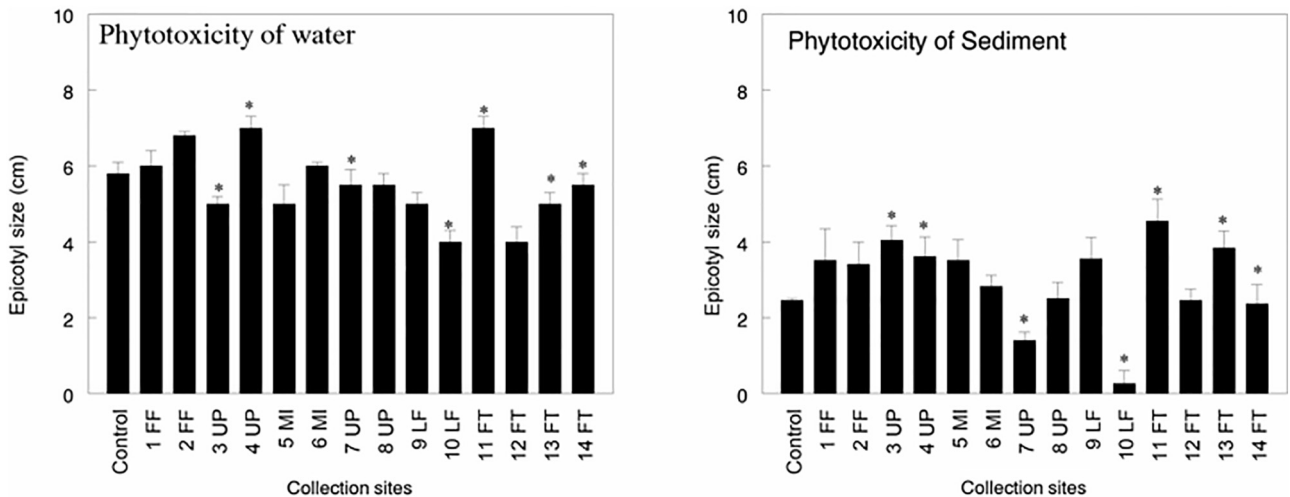 Phytotoxicity of water
10
8
6
4
2
0
Epicotyl size (cm)
* * * * * * *
Control 1 FF 2 FF 3 UP 4 UP 5 MI 6 MI 7 UP 8 UP 9 LF 10 LF 11 FT 12 FT 13 FT 14 FT
Collection sites
Phytotoxicity of Sediment
10
8
6
4
2
0
Epicotyl size (cm)
* * * * * * *
Control 1 FF 2 FF 3 UP 4 UP 5 MI 6 MI 7 UP 8 UP 9 LF 10 LF 11 FT 12 FT 13 FT 14 FT
Collection sites